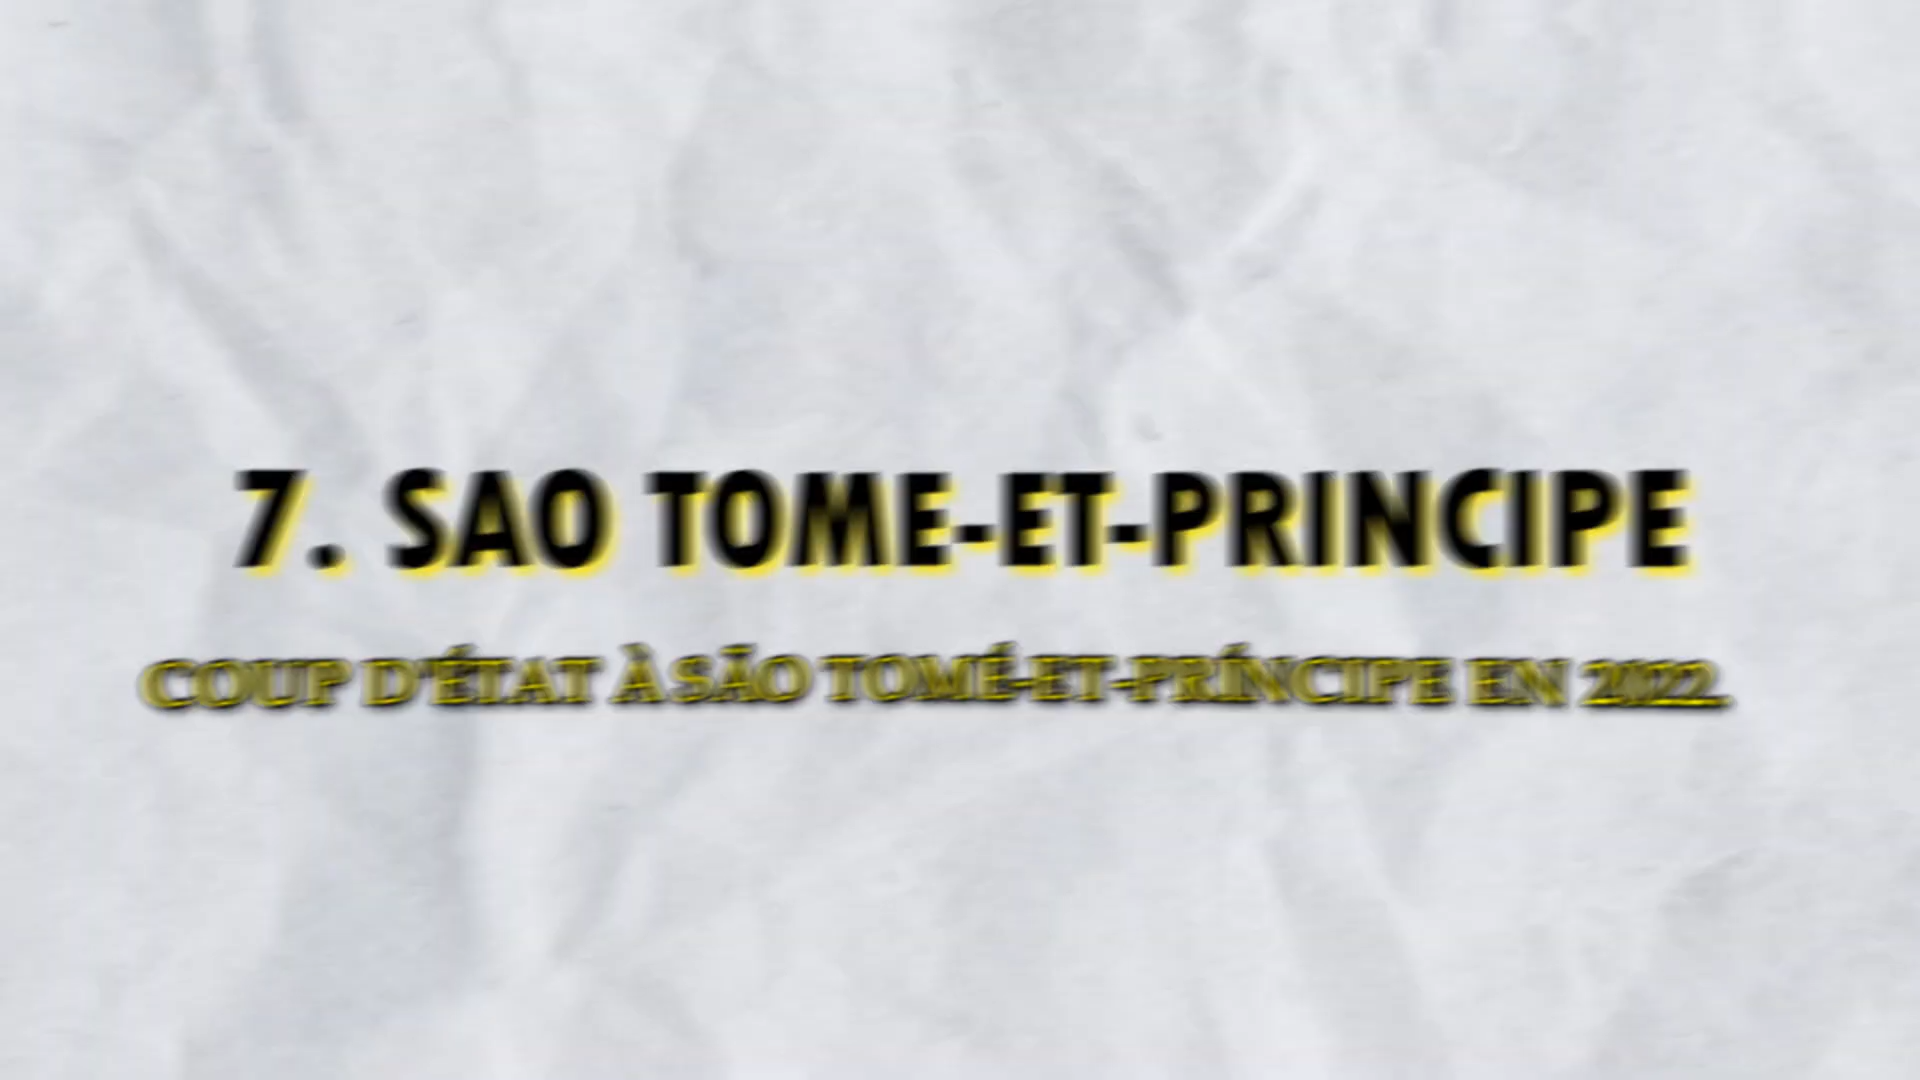 7. SAO TOME-ET-PRINCIPE
COUP D'ÉTAT À SÃO TOMÉ-ET-PRÍNCIPE EN 2022.